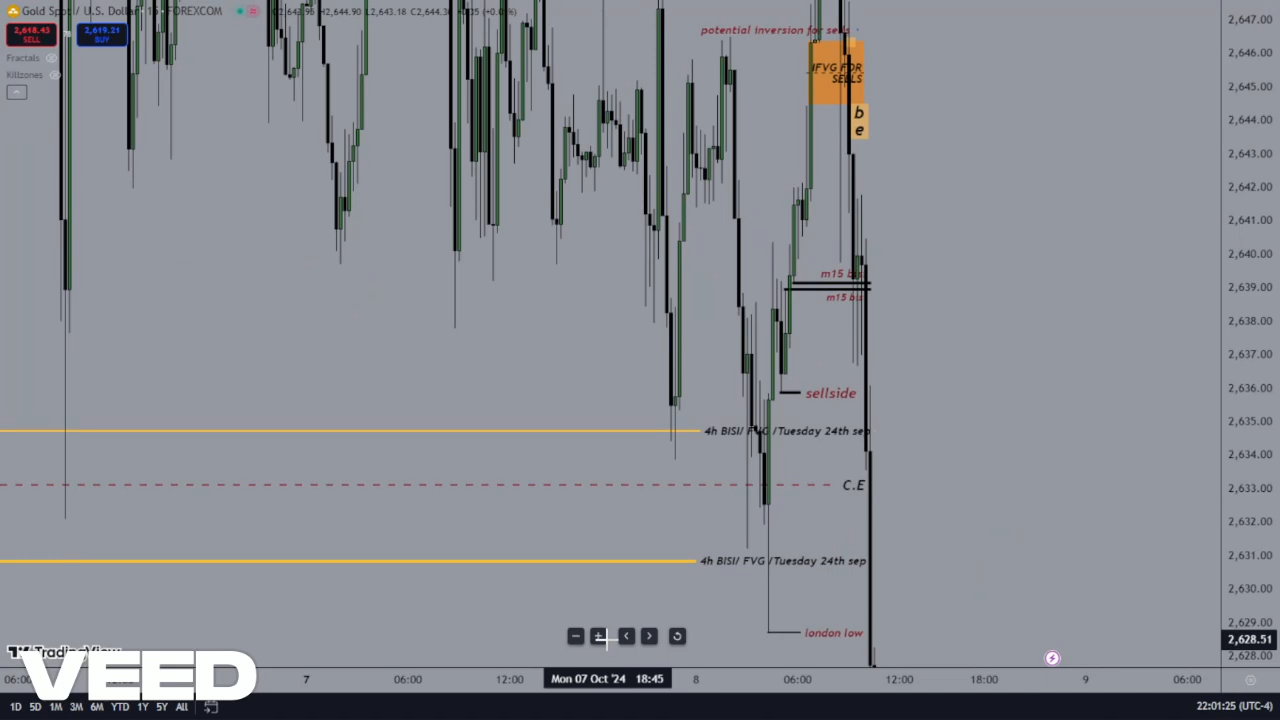 Gold Spot / U.S. Dollar · 15 · FOREXCOM
H2,644.90 L2,643.18
2,618.43
SELL
2,619.21
BUY
Fractals
Killzones
potential inversion for sells
IFVG FOR
SELLS
b
e
m15 bis
m15 bis
sellside
4h BISI/ FVG /Tuesday 24th sep
C.E
4h BISI/ FVG /Tuesday 24th sep
london low
2,647.00
2,646.00
2,645.00
2,644.00
2,643.00
2,642.00
2,641.00
2,640.00
2,639.00
2,638.00
2,637.00
2,636.00
2,635.00
2,634.00
2,633.00
2,632.00
2,631.00
2,630.00
2,629.00
2,628.51
2,628.00
TradingView
VEED
06:00
7
06:00
12:00
Mon 07 Oct '24 18:45
8
06:00
12:00
18:00
9
06:00
1D 5D 1M 3M 6M YTD 1Y 5Y All
22:01:25 (UTC-4)